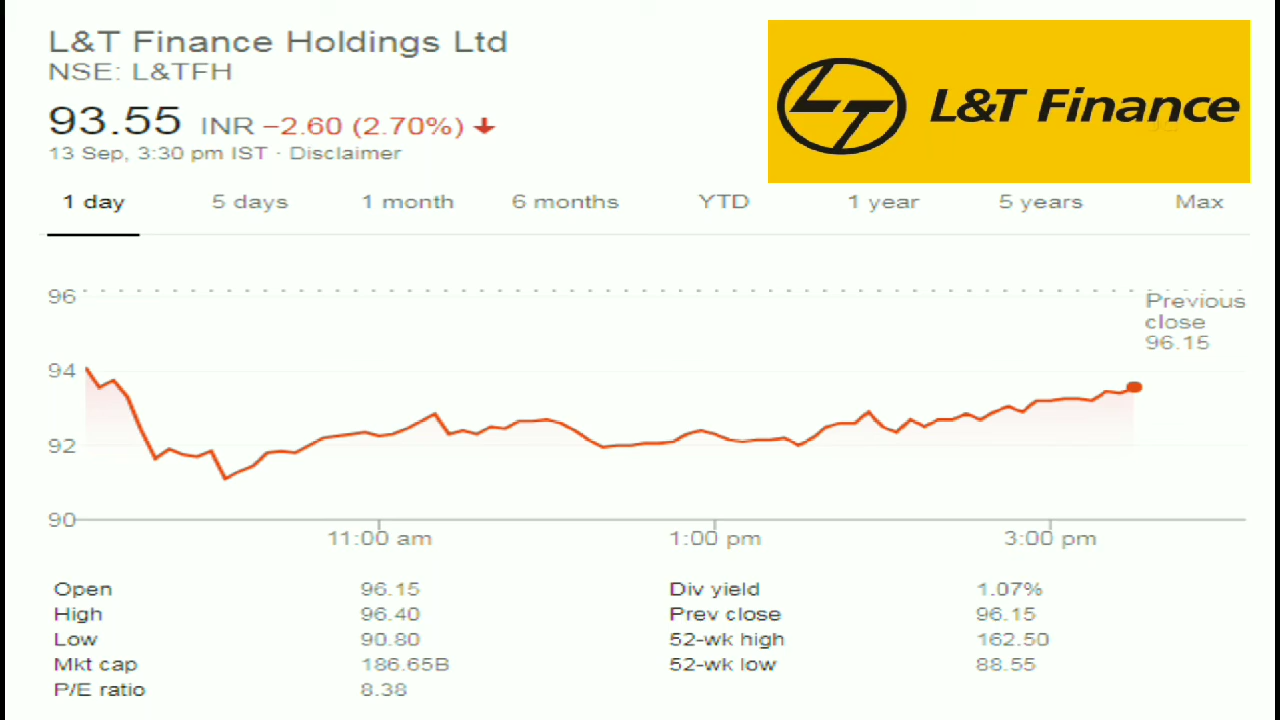 L&T Finance Holdings Ltd
NSE: L&TFH
93.55 INR −2.60 (2.70%)
13 Sep, 3:30 pm IST · Disclaimer
LT L&T Finance
1 day 5 days 1 month 6 months YTD 1 year 5 years Max
96
Previous
close
96.15
94
92
90
11:00 am 1:00 pm 3:00 pm
Open 96.15 Div yield 1.07%
High 96.40 Prev close 96.15
Low 90.80 52-wk high 162.50
Mkt cap 186.65B 52-wk low 88.55
P/E ratio 8.38